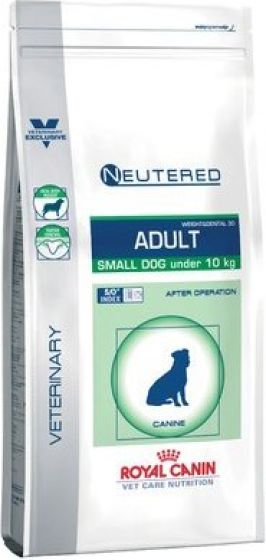 VETERINARY
EXCLUSIVE
NEUTERED
WEIGHT&DENTAL 30
ADULT
SMALL DOG under 10 kg
S/O*
INDEX
AFTER OPERATION
CANINE
VETERINARY
ROYAL CANIN
VET CARE NUTRITION